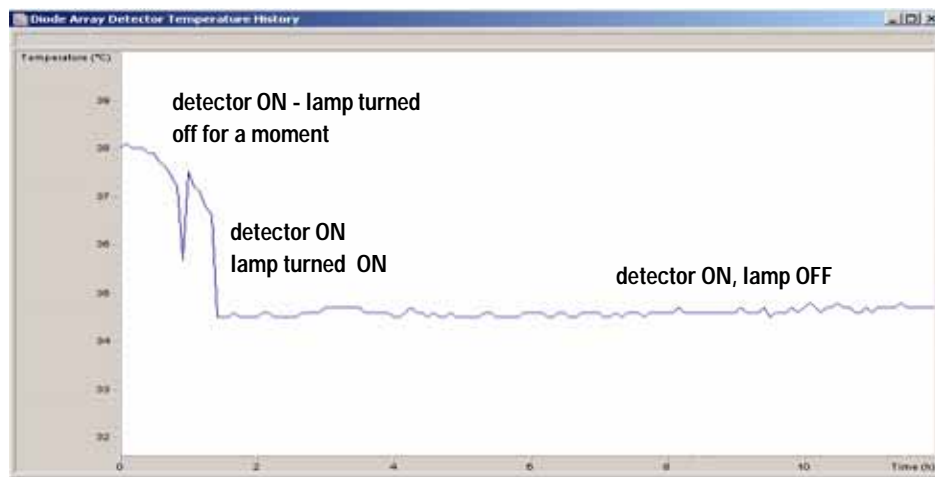 Diode Array Detector Temperature History
Temperature (°C)
39
detector ON - lamp turned
off for a moment
38
37
detector ON
lamp turned ON
36
detector ON, lamp OFF
35
34
33
32
0 2 4 6 8 10 Time (h)